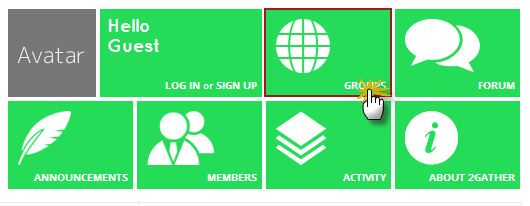 Avatar
Hello
Guest
LOG IN or SIGN UP
GROUPS
FORUM
ANNOUNCEMENTS
MEMBERS
ACTIVITY
ABOUT 2GATHER